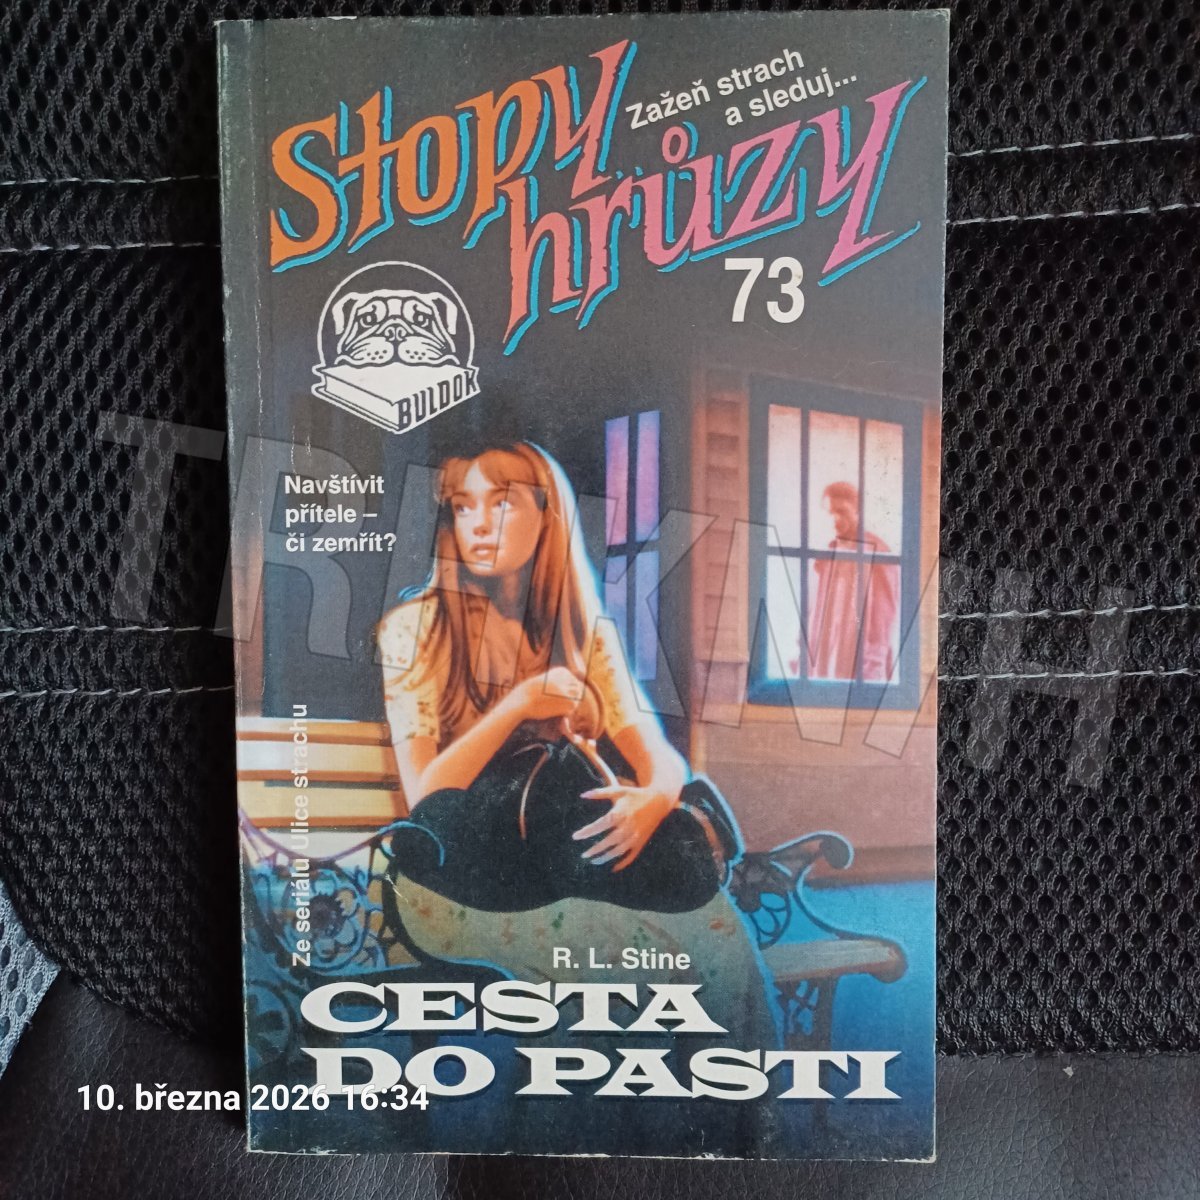 Stopy
hrůzy
Zažeň strach
a sleduj...
73
BULDOK
Navštívit
přítele –
či zemřít?
ze seriálu Ulice strachu
R. L. Stine
CESTA
DO PASTI
10. března 2026 16:34
TRHKNIH